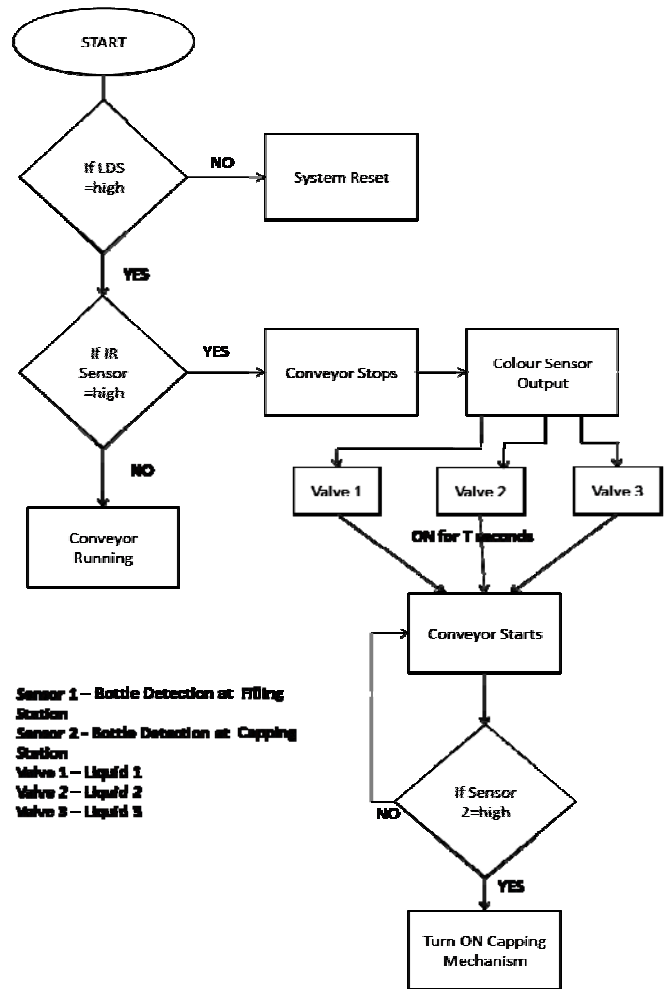 START
If LDS
=high
NO
System Reset
YES
If IR
Sensor
=high
YES
Conveyor Stops
Colour Sensor
Output
NO
Valve 1
Valve 2
Valve 3
ON for T seconds
Conveyor
Running
Conveyor Starts
Sensor 1 – Bottle Detection at Filling
Station
Sensor 2 - Bottle Detection at Capping
Station
Valve 1 – Liquid 1
Valve 2 – Liquid 2
Valve 3 – Liquid 3
If Sensor
2=high
NO
YES
Turn ON Capping
Mechanism